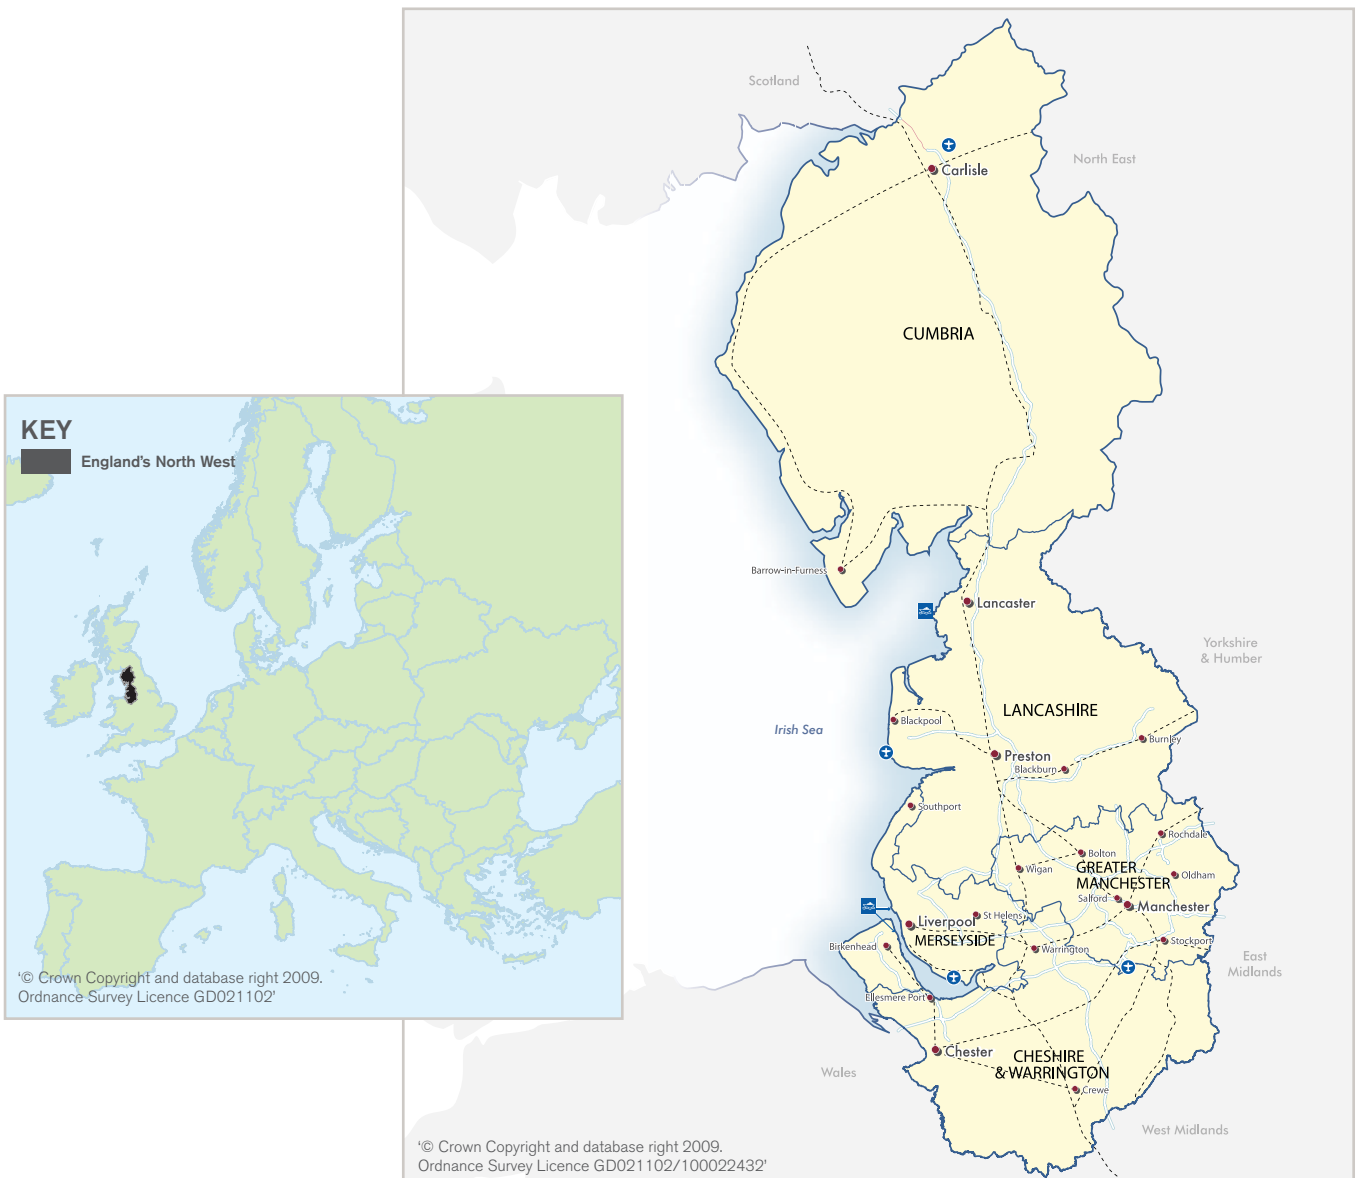 Scotland
North East
Carlisle
CUMBRIA
KEY
England's North West
Barrow-in-Furness
Lancaster
Yorkshire
& Humber
LANCASHIRE
Blackpool
Irish Sea
Burnley
Preston
Blackburn
Southport
Rochdale
Bolton
Wigan
GREATER
MANCHESTER
Oldham
Salford
Manchester
St Helens
Liverpool
MERSEYSIDE
Birkenhead
Warrington
Stockport
East
Midlands
Ellesmere Port
'© Crown Copyright and database right 2009.
Ordnance Survey Licence GD021102'
Chester
CHESHIRE
& WARRINGTON
Wales
Crewe
West Midlands
'© Crown Copyright and database right 2009.
Ordnance Survey Licence GD021102/100022432'